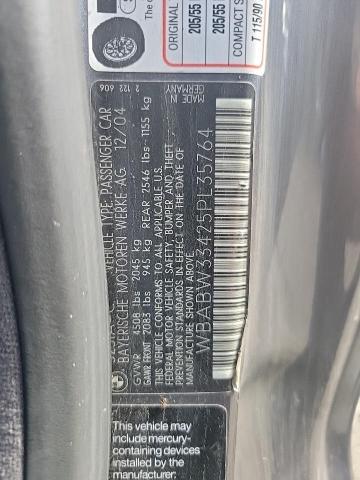 The c
ORIGINAL
205/55
205/55
COMPACT S
T 115/90
VEHICLE TYPE: PASSENGER CAR
BAYERISCHE MOTOREN WERKE-AG 12/04
2 122 606
GVWR 4508 lbs 2045 kg
GAWR FRONT 2083 lbs 945 kg REAR 2546 lbs-1155 kg
THIS VEHICLE CONFORMS TO ALL APPLICABLE U.S.
FEDERAL MOTOR VEHICLE SAFETY, BUMPER AND THEFT
PREVENTION STANDARDS IN EFFECT ON THE DATE OF
MANUFACTURE SHOWN ABOVE. MADE IN
GERMANY
WBABW33425PL35764
This vehicle may
include mercury-
containing devices
installed by the